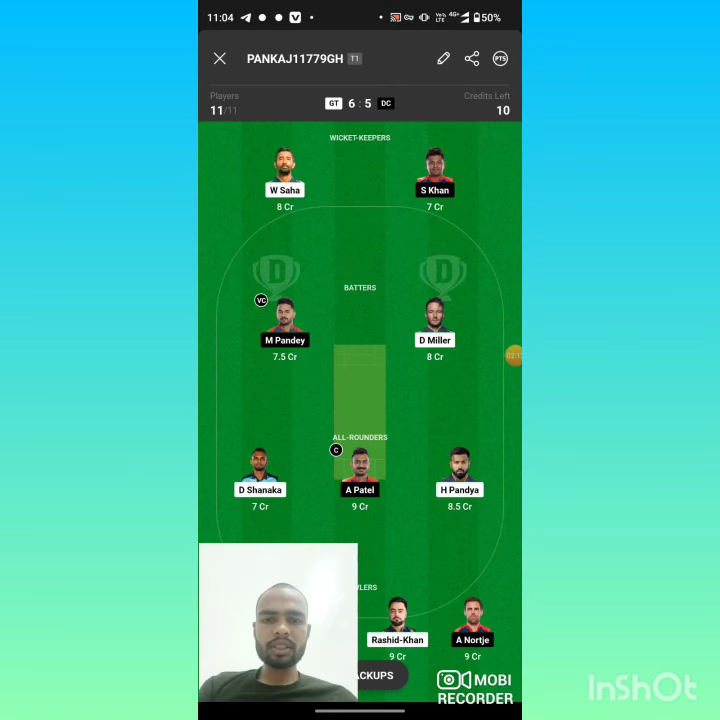 11:04 VoLTE 4G+ 50%
PANKAJ11779GH T1 PTS
Players Credits Left
11/11 GT 6 : 5 DC 10
WICKET-KEEPERS
W Saha S Khan
8 Cr 7 Cr
D D
BATTERS
VC
M Pandey D Miller
7.5 Cr 8 Cr
ALL-ROUNDERS
C
D Shanaka A Patel H Pandya
7 Cr 9 Cr 8.5 Cr
Rashid-Khan A Nortje
9 Cr 9 Cr
MOBI
RECORDER
InShOt